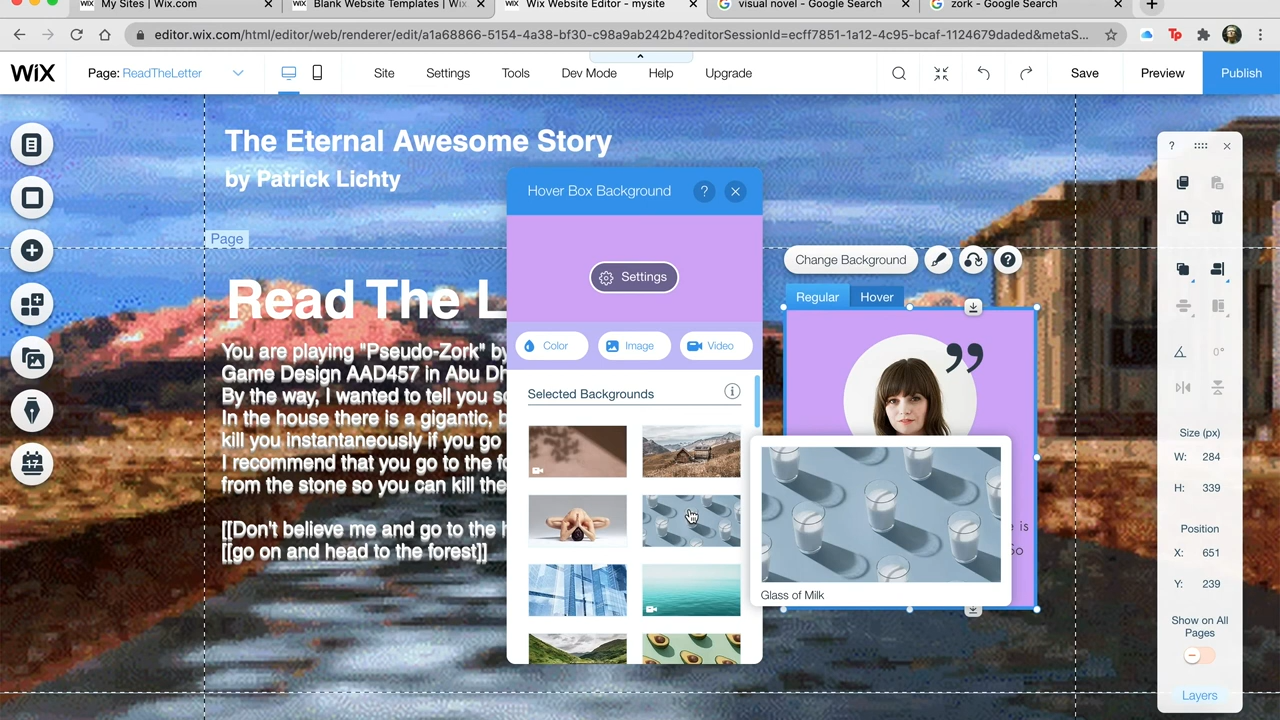 My Sites | Wix.com
Blank Website Templates | Wix
Wix Website Editor - mysite
visual novel - Google Search
zork - Google Search
editor.wix.com/html/editor/web/renderer/edit/a1a68866-5154-4a38-bf30-c98a9ab242b4?editorSessionId=ecff7851-1a12-4c95-bcaf-1124679daded&metaS...
WiX
Page: ReadTheLetter
Site
Settings
Tools
Dev Mode
Help
Upgrade
Save
Preview
Publish
The Eternal Awesome Story
by Patrick Lichty
Page
Read The L
You are playing "Pseudo-Zork" by
Game Design AAD457 in Abu Dh
By the way, I wanted to tell you so
In the house there is a gigantic, b
kill you instantaneously if you go
I recommend that you go to the fo
from the stone so you can kill the
[[Don't believe me and go to the h
[[go on and head to the forest]]
Hover Box Background
?
Settings
Color
Image
Video
Selected Backgrounds
Change Background
?
Regular
Hover
e is
So
Glass of Milk
?
0°
Size (px)
W: 284
H: 339
Position
X: 651
Y: 239
Show on All
Pages
Layers
17